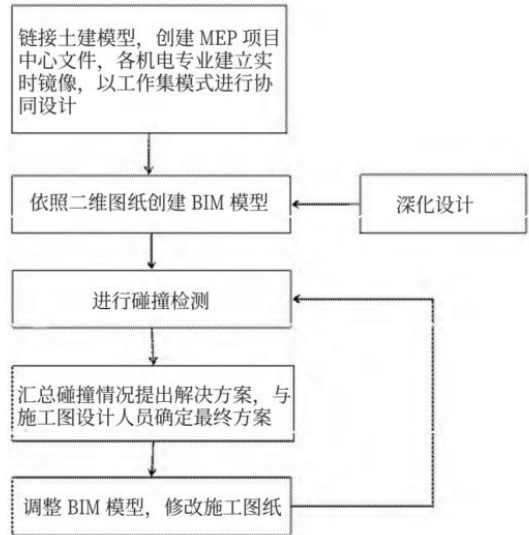 链接土建模型，创建 MEP 项目
中心文件，各机电专业建立实
时镜像，以工作集模式进行协
同设计
依照二维图纸创建 BIM 模型
深化设计
进行碰撞检测
汇总碰撞情况提出解决方案，与
施工图设计人员确定最终方案
调整 BIM 模型，修改施工图纸